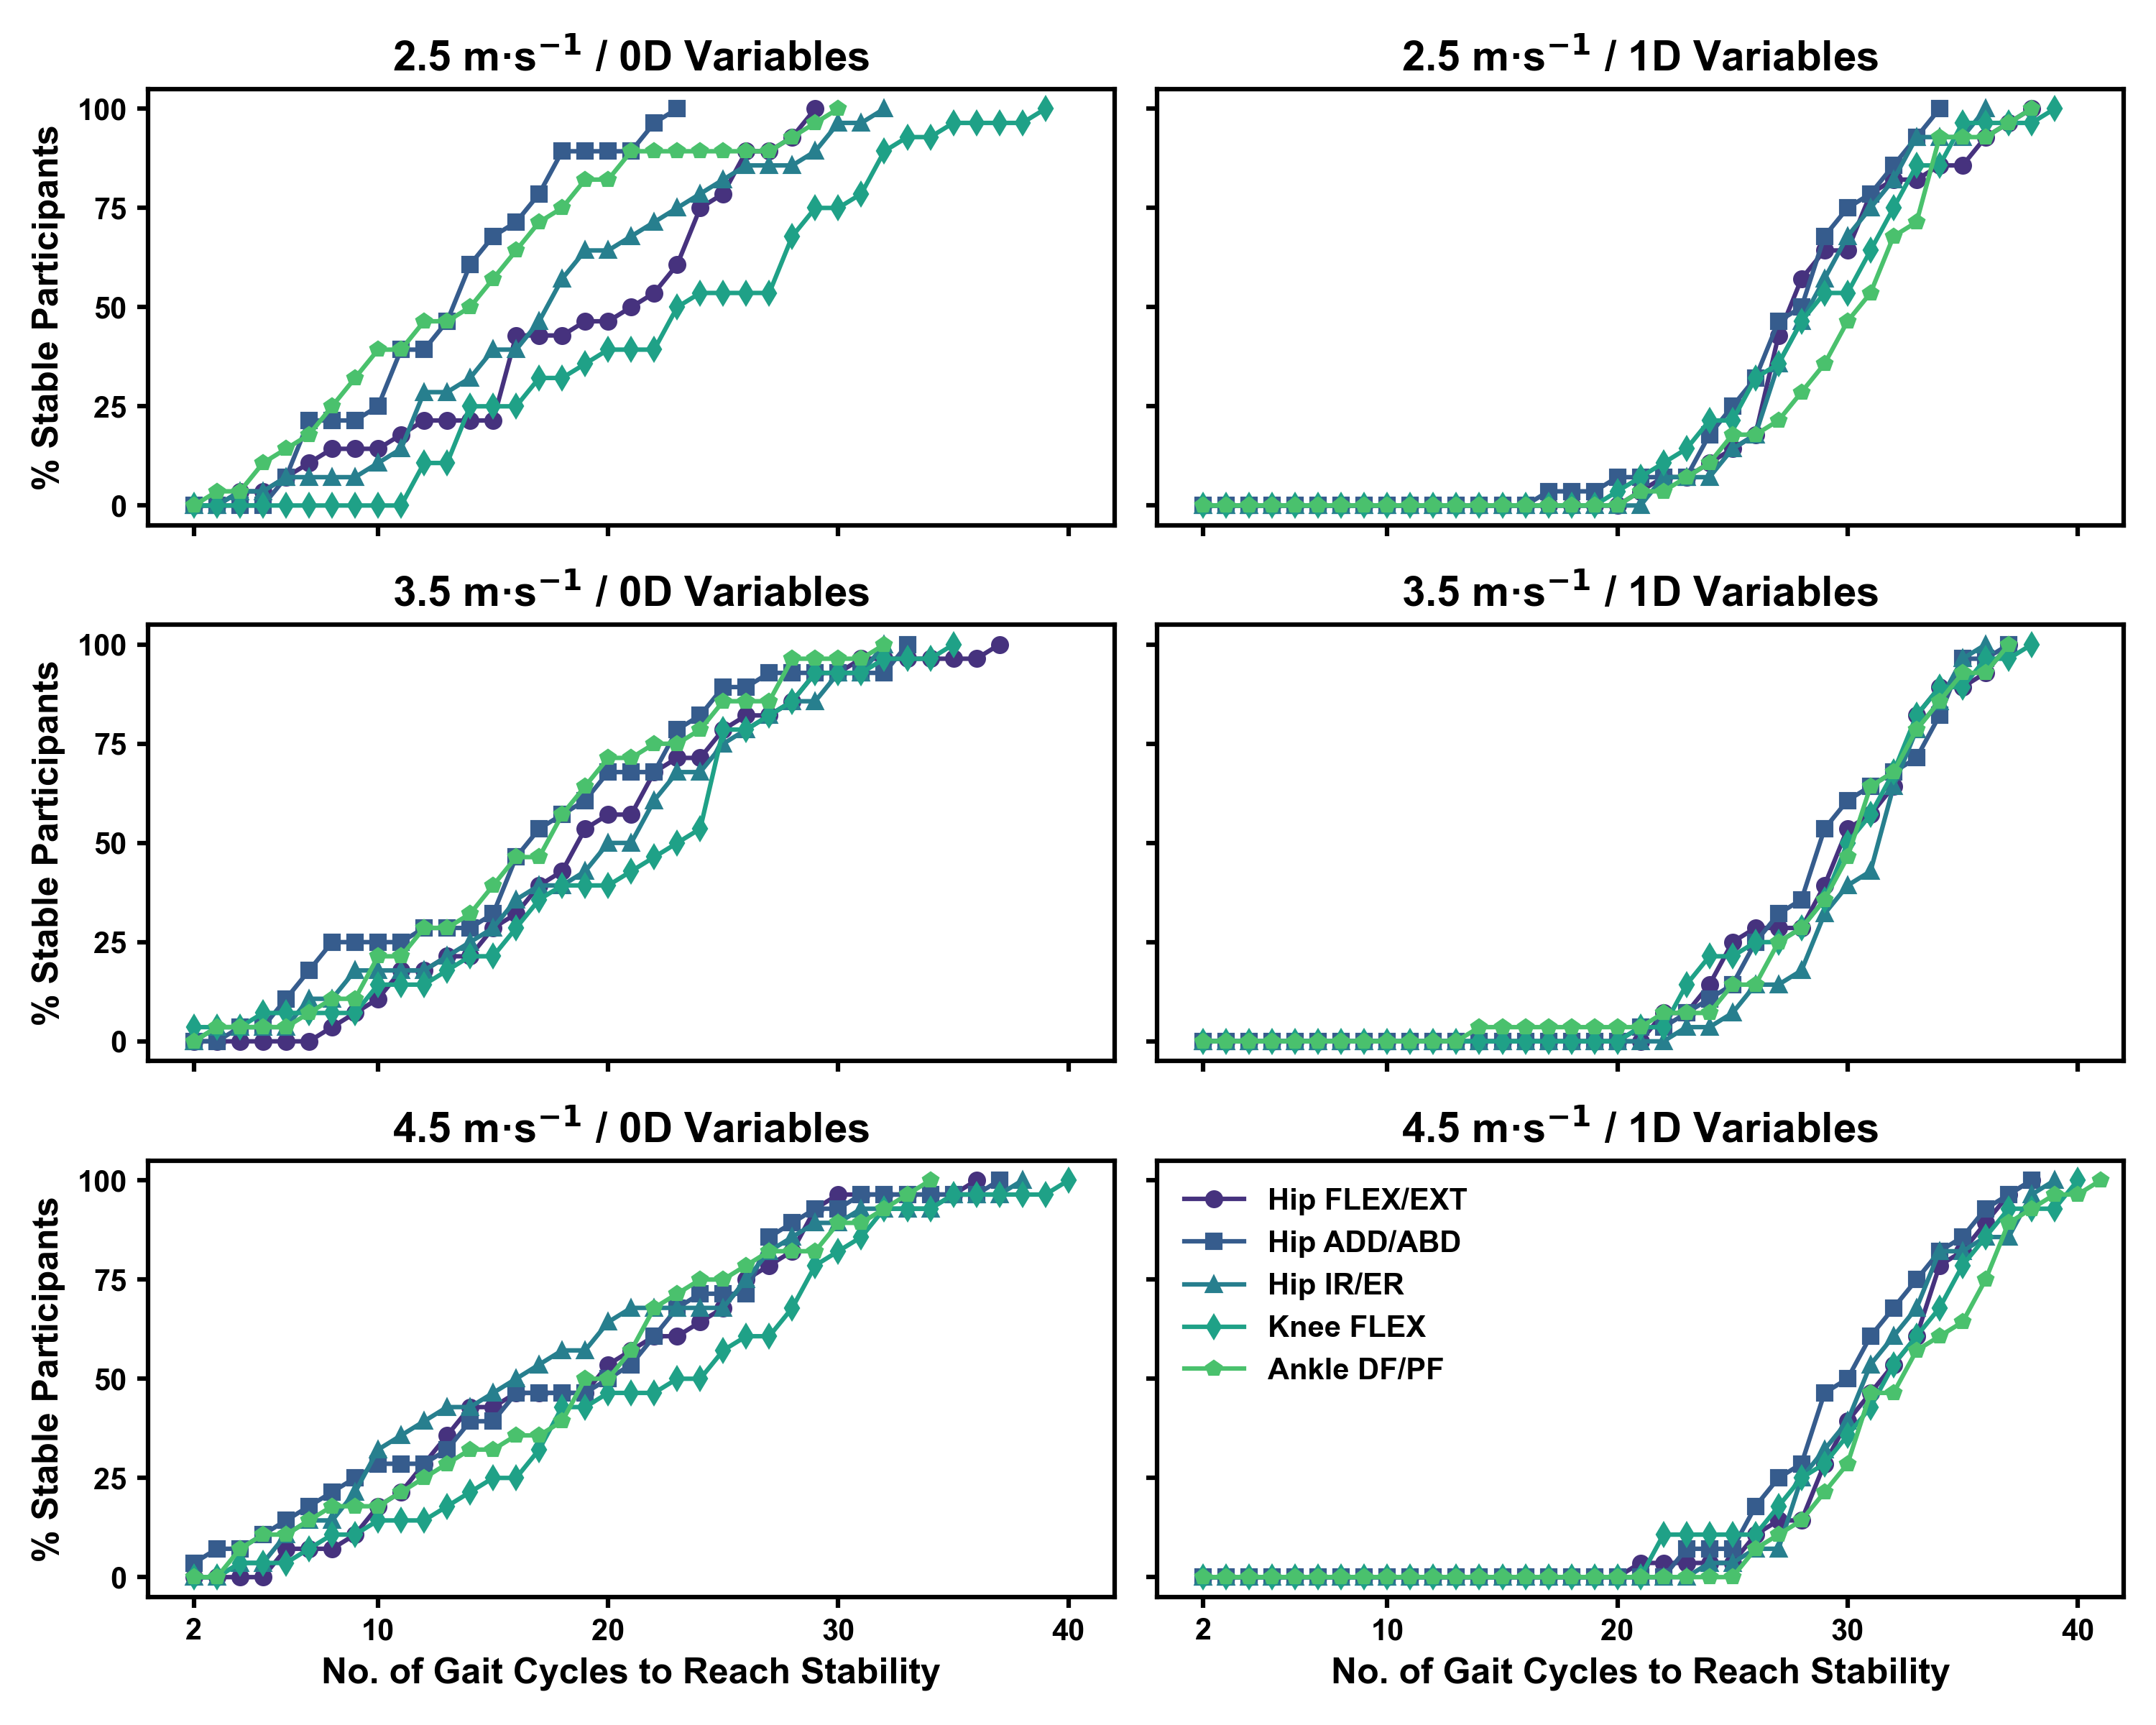 2.5 m·s⁻¹ / 0D Variables
2.5 m·s⁻¹ / 1D Variables
% Stable Participants
100
75
50
25
0
3.5 m·s⁻¹ / 0D Variables
3.5 m·s⁻¹ / 1D Variables
% Stable Participants
100
75
50
25
0
4.5 m·s⁻¹ / 0D Variables
4.5 m·s⁻¹ / 1D Variables
% Stable Participants
100
75
50
25
0
Hip FLEX/EXT
Hip ADD/ABD
Hip IR/ER
Knee FLEX
Ankle DF/PF
2 10 20 30 40
2 10 20 30 40
No. of Gait Cycles to Reach Stability
No. of Gait Cycles to Reach Stability